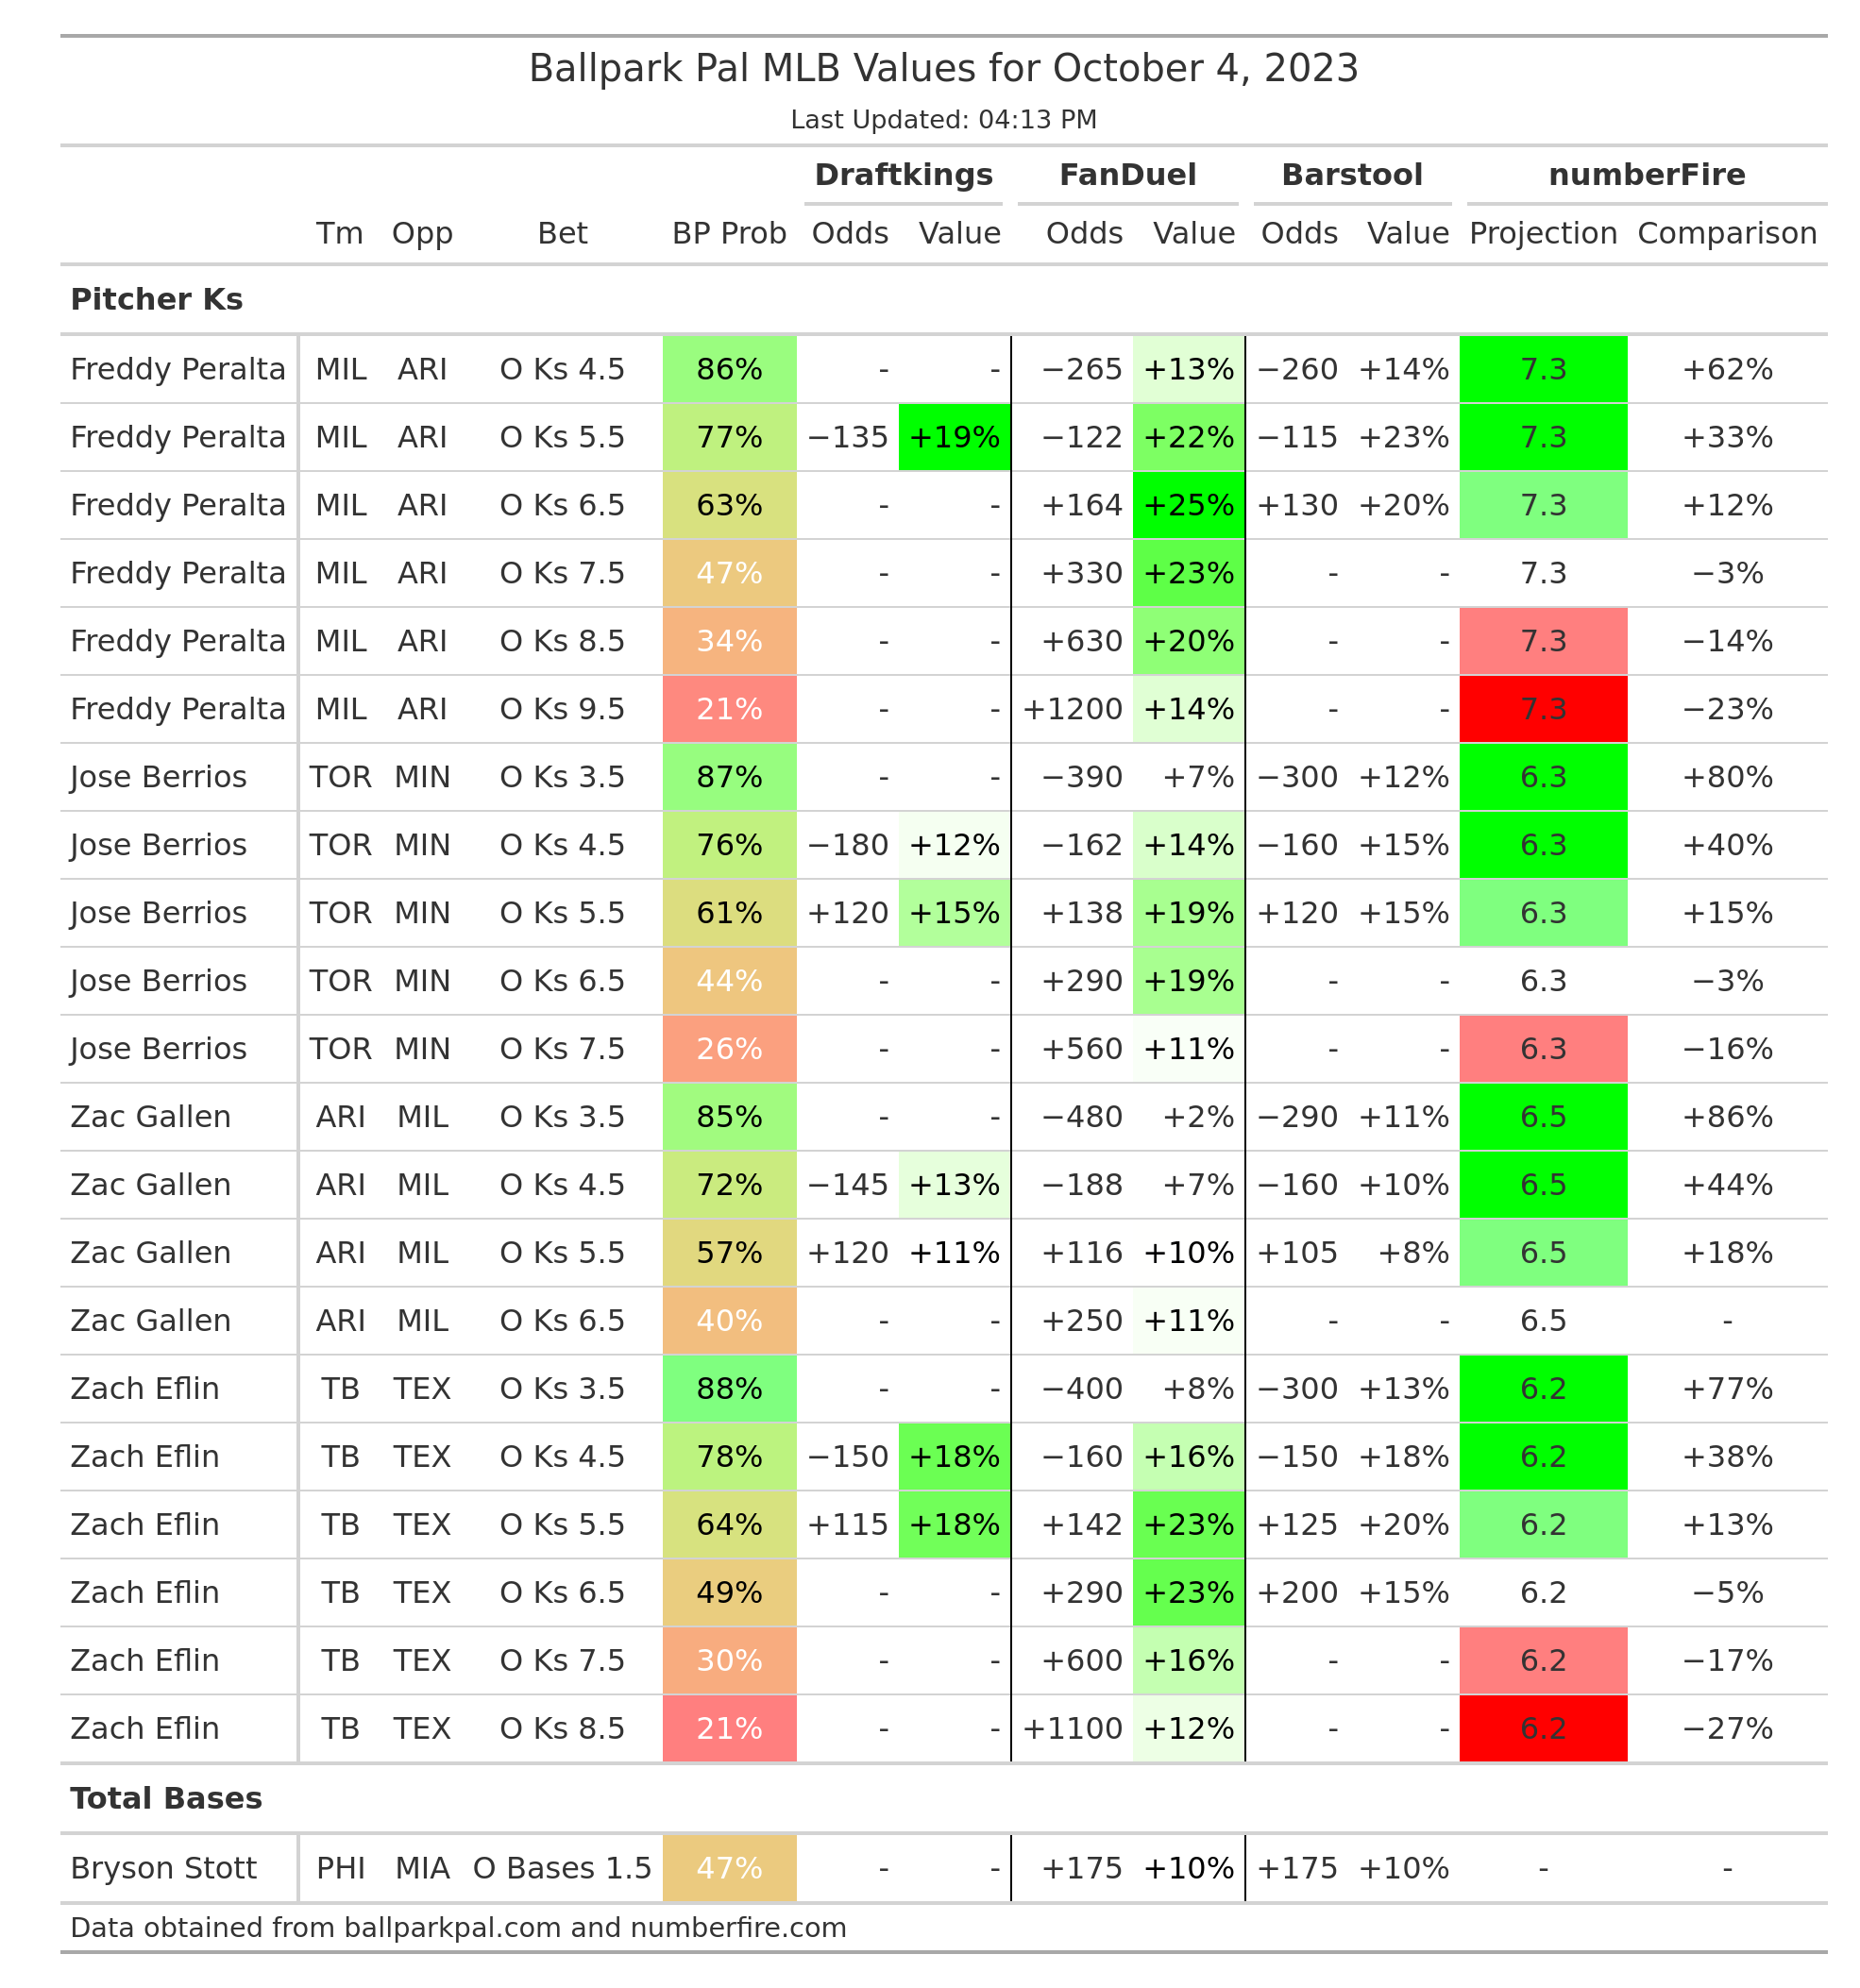 Ballpark Pal MLB Values for October 4, 2023
Last Updated: 04:13 PM
Draftkings FanDuel Barstool numberFire
Tm Opp Bet BP Prob Odds Value Odds Value Odds Value Projection Comparison
Pitcher Ks
Freddy Peralta MIL ARI O Ks 4.5 86% - - −265 +13% −260 +14% 7.3 +62%
Freddy Peralta MIL ARI O Ks 5.5 77% −135 +19% −122 +22% −115 +23% 7.3 +33%
Freddy Peralta MIL ARI O Ks 6.5 63% - - +164 +25% +130 +20% 7.3 +12%
Freddy Peralta MIL ARI O Ks 7.5 47% - - +330 +23% - - 7.3 −3%
Freddy Peralta MIL ARI O Ks 8.5 34% - - +630 +20% - - 7.3 −14%
Freddy Peralta MIL ARI O Ks 9.5 21% - - +1200 +14% - - 7.3 −23%
Jose Berrios TOR MIN O Ks 3.5 87% - - −390 +7% −300 +12% 6.3 +80%
Jose Berrios TOR MIN O Ks 4.5 76% −180 +12% −162 +14% −160 +15% 6.3 +40%
Jose Berrios TOR MIN O Ks 5.5 61% +120 +15% +138 +19% +120 +15% 6.3 +15%
Jose Berrios TOR MIN O Ks 6.5 44% - - +290 +19% - - 6.3 −3%
Jose Berrios TOR MIN O Ks 7.5 26% - - +560 +11% - - 6.3 −16%
Zac Gallen ARI MIL O Ks 3.5 85% - - −480 +2% −290 +11% 6.5 +86%
Zac Gallen ARI MIL O Ks 4.5 72% −145 +13% −188 +7% −160 +10% 6.5 +44%
Zac Gallen ARI MIL O Ks 5.5 57% +120 +11% +116 +10% +105 +8% 6.5 +18%
Zac Gallen ARI MIL O Ks 6.5 40% - - +250 +11% - - 6.5 -
Zach Eflin TB TEX O Ks 3.5 88% - - −400 +8% −300 +13% 6.2 +77%
Zach Eflin TB TEX O Ks 4.5 78% −150 +18% −160 +16% −150 +18% 6.2 +38%
Zach Eflin TB TEX O Ks 5.5 64% +115 +18% +142 +23% +125 +20% 6.2 +13%
Zach Eflin TB TEX O Ks 6.5 49% - - +290 +23% +200 +15% 6.2 −5%
Zach Eflin TB TEX O Ks 7.5 30% - - +600 +16% - - 6.2 −17%
Zach Eflin TB TEX O Ks 8.5 21% - - +1100 +12% - - 6.2 −27%
Total Bases
Bryson Stott PHI MIA O Bases 1.5 47% - - +175 +10% +175 +10% - -
Data obtained from ballparkpal.com and numberfire.com